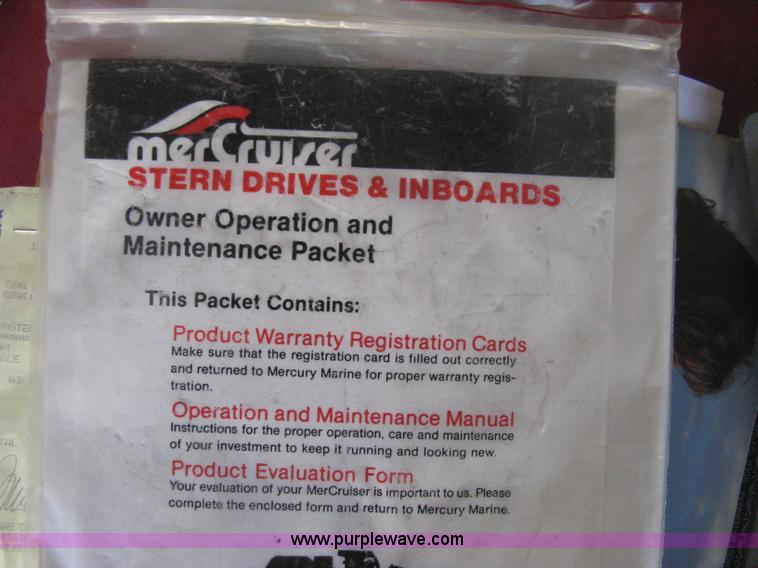 merCruiser®
STERN DRIVES & INBOARDS
Owner Operation and
Maintenance Packet
This Packet Contains:
Product Warranty Registration Cards
Make sure that the registration card is filled out correctly
and returned to Mercury Marine for proper warranty regis-
tration.
Operation and Maintenance Manual
Instructions for the proper operation, care and maintenance
of your investment to keep it running and looking new.
Product Evaluation Form
Your evaluation of your MerCruiser is important to us. Please
complete the enclosed form and return to Mercury Marine.
www.purplewave.com